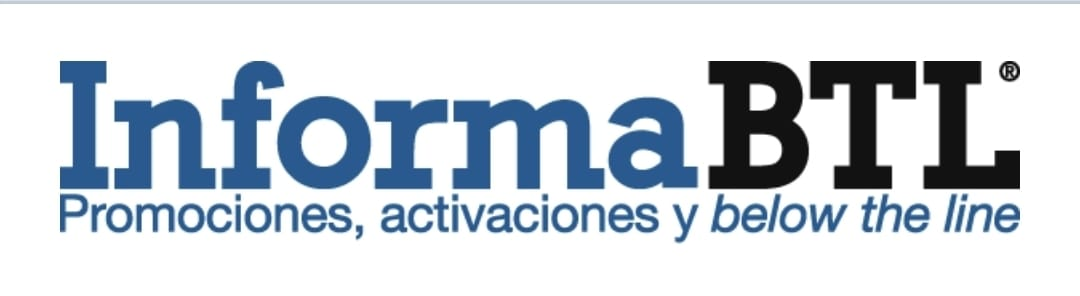 InformaBTL®
Promociones, activaciones y below the line